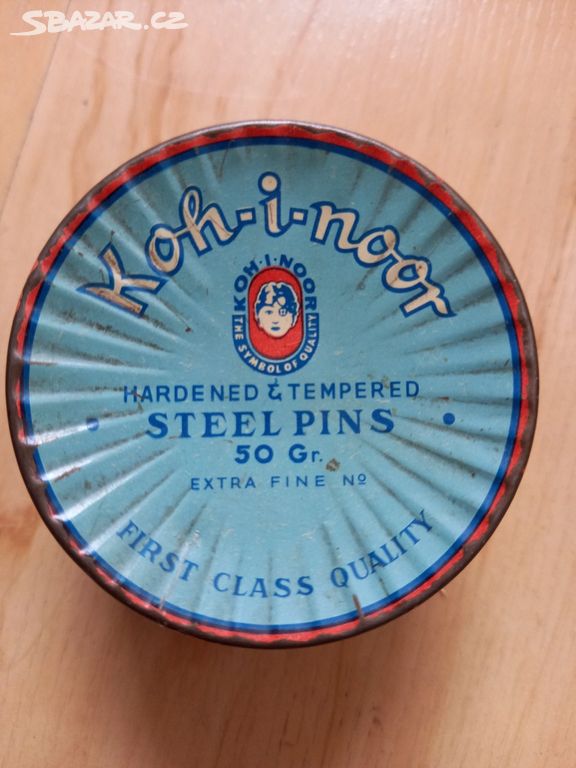 SBAZAR.CZ
Koh-i-noor
KOH-I-NOOR
THE SYMBOL OF QUALITY
HARDENED & TEMPERED
• STEEL PINS •
50 Gr.
EXTRA FINE Nº
FIRST CLASS QUALITY